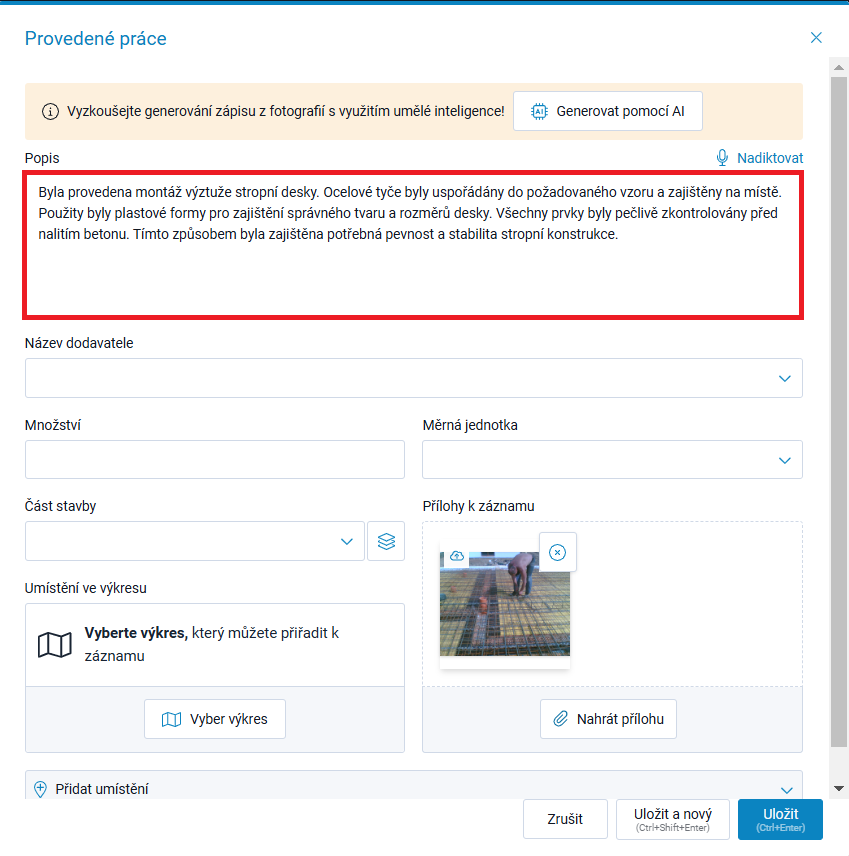 Provedené práce
Vyzkoušejte generování zápisu z fotografií s využitím umělé inteligence!
AI
Generovat pomocí AI
Popis
Nadiktovat
Byla provedena montáž výztuže stropní desky. Ocelové tyče byly uspořádány do požadovaného vzoru a zajištěny na místě.
Použity byly plastové formy pro zajištění správného tvaru a rozměrů desky. Všechny prvky byly pečlivě zkontrolovány před
nalitím betonu. Tímto způsobem byla zajištěna potřebná pevnost a stabilita stropní konstrukce.
Název dodavatele
Množství
Měrná jednotka
Část stavby
Přílohy k záznamu
Umístění ve výkresu
Vyberte výkres, který můžete přiřadit k
záznamu
Vyber výkres
Nahrát přílohu
Přidat umístění
Zrušit
Uložit a nový
(Ctrl+Shift+Enter)
Uložit
(Ctrl+Enter)